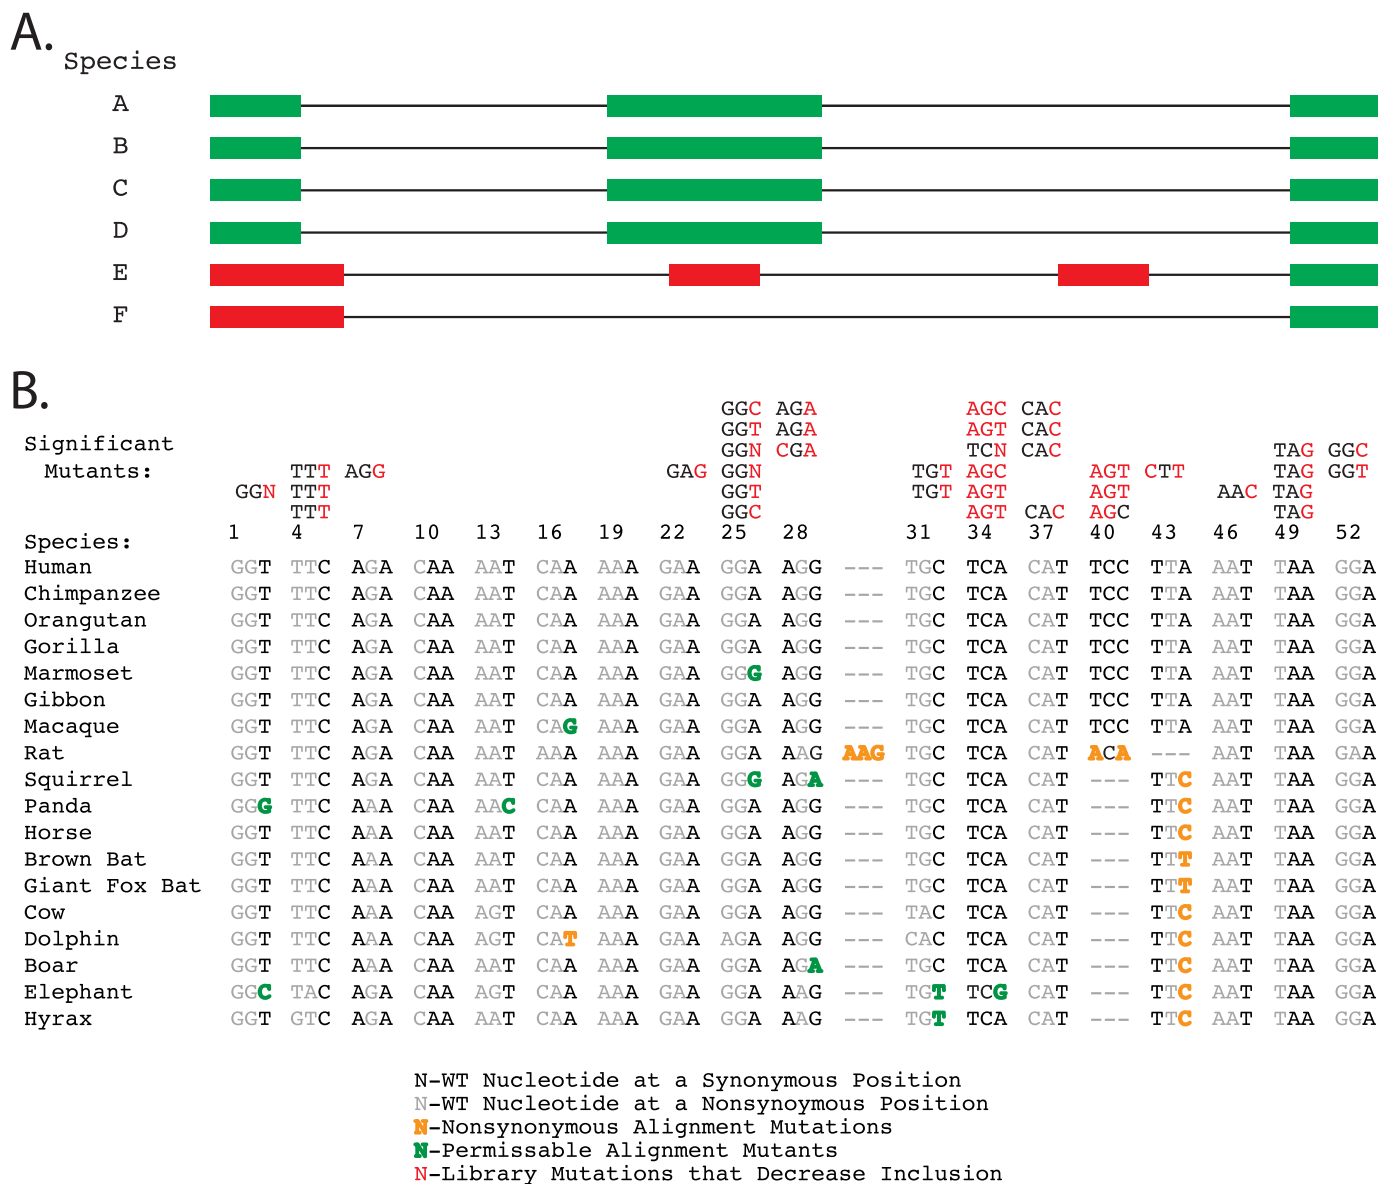 A.
Species
A
B
C
D
E
F
B.
GGC AGA AGC CAC
GGT AGA AGT CAC
Significant GGN CGA TCN CAC TAG GGC
Mutants: TTT AGG GAG GGN TGT AGC AGT CTT TAG GGT
GGN TTT GGT TGT AGT AGT AAC TAG
TTT GGC AGT CAC AGC TAG
Species: 1 4 7 10 13 16 19 22 25 28 31 34 37 40 43 46 49 52
Human GGT TTC AGA CAA AAT CAA AAA GAA GGA AGG --- TGC TCA CAT TCC TTA AAT TAA GGA
Chimpanzee GGT TTC AGA CAA AAT CAA AAA GAA GGA AGG --- TGC TCA CAT TCC TTA AAT TAA GGA
Orangutan GGT TTC AGA CAA AAT CAA AAA GAA GGA AGG --- TGC TCA CAT TCC TTA AAT TAA GGA
Gorilla GGT TTC AGA CAA AAT CAA AAA GAA GGA AGG --- TGC TCA CAT TCC TTA AAT TAA GGA
Marmoset GGT TTC AGA CAA AAT CAA AAA GAA GGG AGG --- TGC TCA CAT TCC TTA AAT TAA GGA
Gibbon GGT TTC AGA CAA AAT CAA AAA GAA GGA AGG --- TGC TCA CAT TCC TTA AAT TAA GGA
Macaque GGT TTC AGA CAA AAT CAG AAA GAA GGA AGG --- TGC TCA CAT TCC TTA AAT TAA GGA
Rat GGT TTC AGA CAA AAT AAA AAA GAA GGA AAG AAG TGC TCA CAT ACA --- AAT TAA GAA
Squirrel GGT TTC AGA CAA AAT CAA AAA GAA GGG AGA --- TGC TCA CAT --- TTC AAT TAA GGA
Panda GGG TTC AAA CAA AAC CAA AAA GAA GGA AGG --- TGC TCA CAT --- TTC AAT TAA GGA
Horse GGT TTC AAA CAA AAT CAA AAA GAA GGA AGG --- TGC TCA CAT --- TTC AAT TAA GGA
Brown Bat GGT TTC AAA CAA AAT CAA AAA GAA GGA AGG --- TGC TCA CAT --- TTT AAT TAA GGA
Giant Fox Bat GGT TTC AAA CAA AAT CAA AAA GAA GGA AGG --- TGC TCA CAT --- TTT AAT TAA GGA
Cow GGT TTC AAA CAA AGT CAA AAA GAA GGA AGG --- TAC TCA CAT --- TTC AAT TAA GGA
Dolphin GGT TTC AAA CAA AGT CAT AAA GAA AGA AGG --- CAC TCA CAT --- TTC AAT TAA GGA
Boar GGT TTC AAA CAA AAT CAA AAA GAA GGA AGA --- TGC TCA CAT --- TTC AAT TAA GGA
Elephant GGC TAC AGA CAA AGT CAA AAA GAA GGA AAG --- TGT TCG CAT --- TTC AAT TAA GGA
Hyrax GGT GTC AGA CAA AAT CAA AAA GAA GGA AAG --- TGT TCA CAT --- TTC AAT TAA GGA
N-WT Nucleotide at a Synonymous Position
N-WT Nucleotide at a Nonsynoymous Position
N-Nonsynonymous Alignment Mutations
N-Permissable Alignment Mutants
N-Library Mutations that Decrease Inclusion